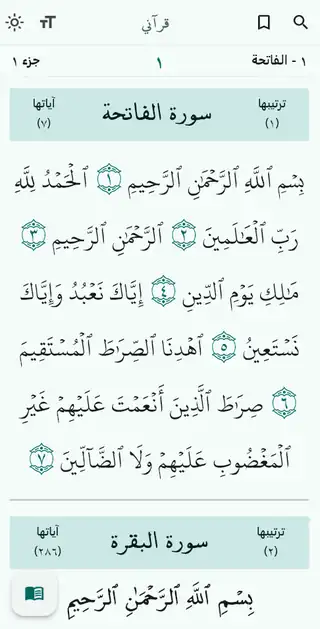 قرآني
١ - الفاتحة ١ جزء ١
ترتيبها سورة الفاتحة آياتها
(١) (٧)
بِسْمِ ٱللَّهِ ٱلرَّحْمَٰنِ ٱلرَّحِيمِ ١ ٱلْحَمْدُ لِلَّهِ
رَبِّ ٱلْعَٰلَمِينَ ٢ ٱلرَّحْمَٰنِ ٱلرَّحِيمِ ٣
مَٰلِكِ يَوْمِ ٱلدِّينِ ٤ إِيَّاكَ نَعْبُدُ وَإِيَّاكَ
نَسْتَعِينُ ٥ ٱهْدِنَا ٱلصِّرَٰطَ ٱلْمُسْتَقِيمَ
٦ صِرَٰطَ ٱلَّذِينَ أَنْعَمْتَ عَلَيْهِمْ غَيْرِ
ٱلْمَغْضُوبِ عَلَيْهِمْ وَلَا ٱلضَّآلِّينَ ٧
ترتيبها سورة البقرة آياتها
(٢) (٢٨٦)
بِسْمِ ٱللَّهِ ٱلرَّحْمَٰنِ ٱلرَّحِيمِ